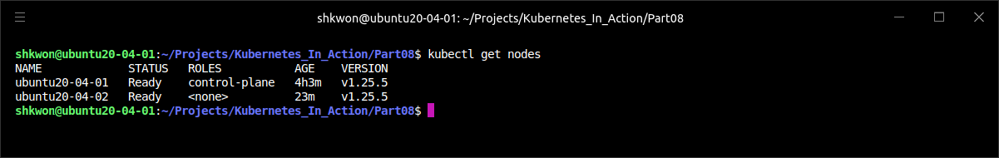 shkwon@ubuntu20-04-01: ~/Projects/Kubernetes_In_Action/Part08
shkwon@ubuntu20-04-01:~/Projects/Kubernetes_In_Action/Part08$ kubectl get nodes
NAME             STATUS   ROLES           AGE    VERSION
ubuntu20-04-01   Ready    control-plane   4h3m   v1.25.5
ubuntu20-04-02   Ready    <none>          23m    v1.25.5
shkwon@ubuntu20-04-01:~/Projects/Kubernetes_In_Action/Part08$